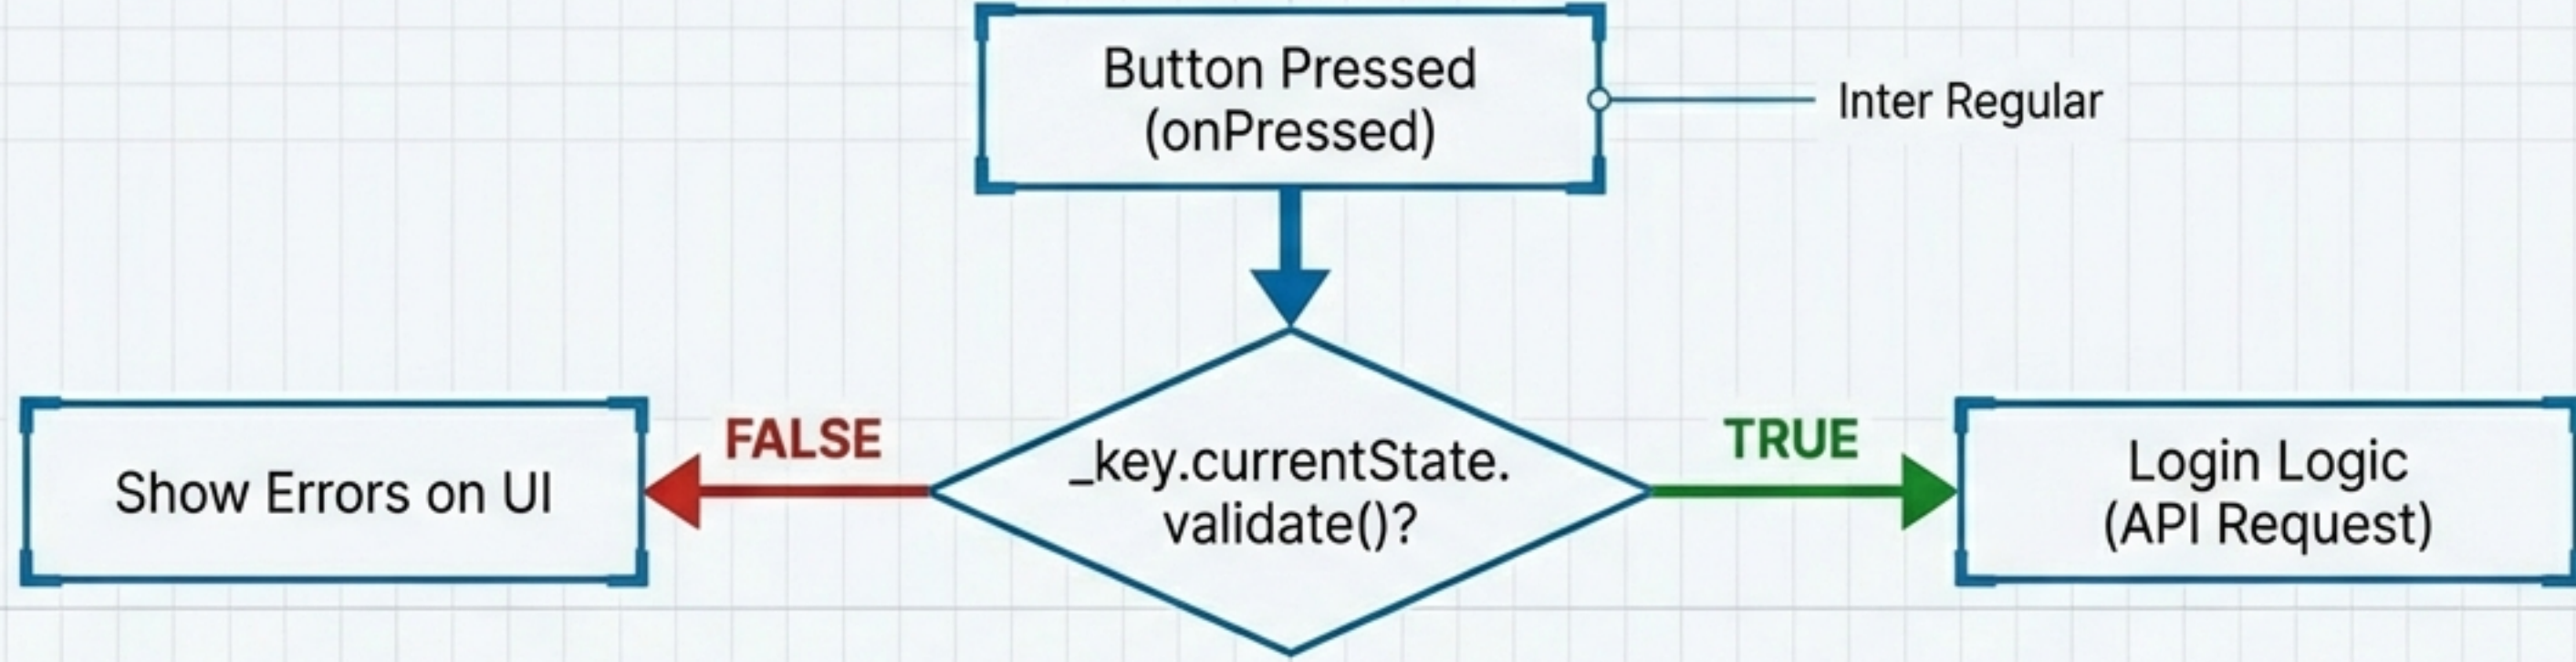 Button Pressed
(onPressed)
Inter Regular
FALSE
TRUE
Show Errors on UI
_key.currentState.
validate()?
Login Logic
(API Request)